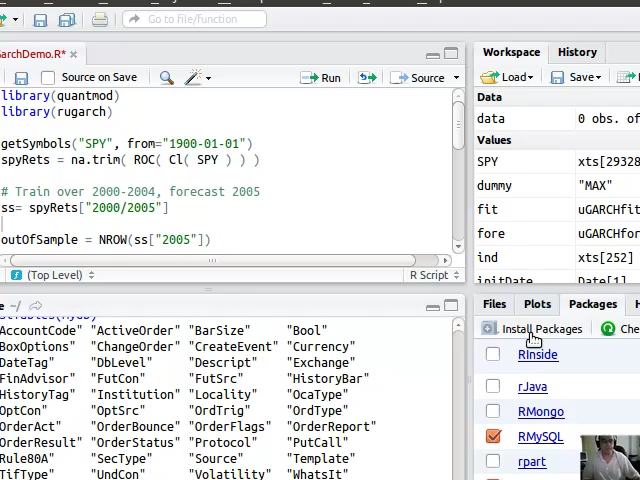 Go to file/function
archDemo.R*
Source on Save
Run
Source
library(quantmod)
library(rugarch)
getSymbols("SPY", from="1900-01-01")
spyRets = na.trim( ROC( Cl( SPY ) ) )
# Train over 2000-2004, forecast 2005
ss= spyRets["2000/2005"]
outOfSample = NROW(ss["2005"])
(Top Level)
R Script
~/
AccountCode" "ActiveOrder" "BarSize" "Bool"
BoxOptions" "ChangeOrder" "CreateEvent" "Currency"
DateTag" "DbLevel" "Descript" "Exchange"
FinAdvisor" "FutCon" "FutSrc" "HistoryBar"
HistoryTag" "Institution" "Locality" "OcaType"
OptCon" "OptSrc" "OrdTrig" "OrdType"
OrderAct" "OrderBounce" "OrderFlags" "OrderReport"
OrderResult" "OrderStatus" "Protocol" "PutCall"
Rule80A" "SecType" "Source" "Template"
TifType" "UndCon" "Volatility" "WhatsIt"
Workspace History
Load Save
Data
data 0 obs. of
Values
SPY xts[29328
dummy "MAX"
fit uGARCHfit
fore uGARCHfor
ind xts[252]
initDate Date[1]
Files Plots Packages H
Install Packages Che
RInside
rJava
RMongo
RMySQL
rpart